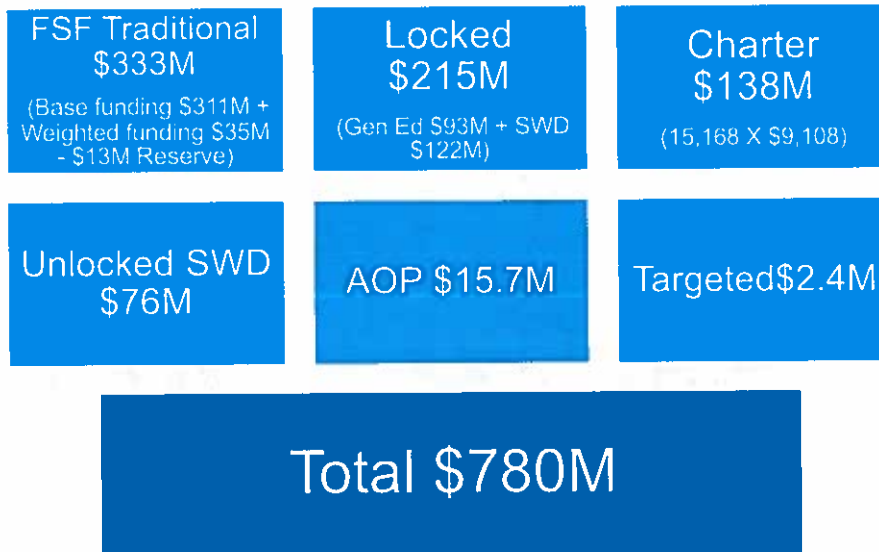 FSF Traditional
$333M
(Base funding $311M +
Weighted funding $35M
- $13M Reserve)
Locked
$215M
(Gen Ed $93M + SWD
$122M)
Charter
$138M
(15,168 X $9,108)
Unlocked SWD
$76M
AOP $15.7M
Targeted$2.4M
Total $780M